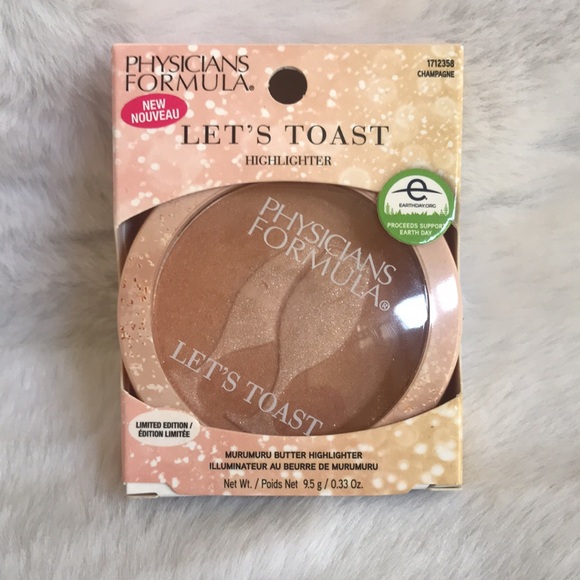 PHYSICIANS
FORMULA®
1712358
CHAMPAGNE
NEW
NOUVEAU
LET'S TOAST
HIGHLIGHTER
e
EARTHDAY.ORG
PROCEEDS SUPPORT
EARTH DAY
PHYSICIANS
FORMULA®
LET'S TOAST
LIMITED EDITION /
ÉDITION LIMITÉE
MURUMURU BUTTER HIGHLIGHTER
ILLUMINATEUR AU BEURRE DE MURUMURU
Net Wt. / Poids Net 9.5 g / 0.33 Oz.